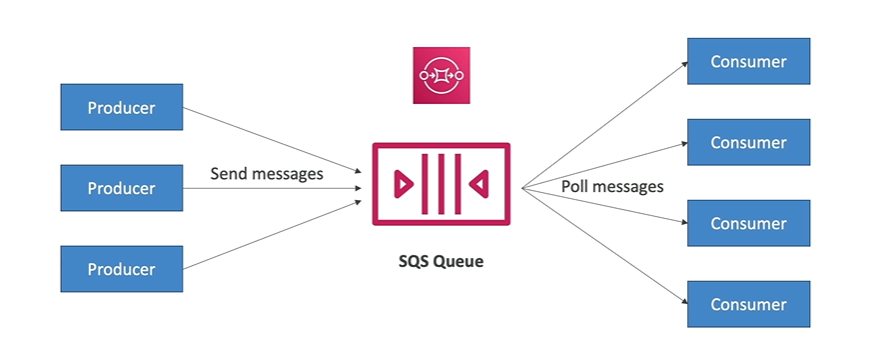 Producer
Producer
Producer
Send messages
SQS Queue
Poll messages
Consumer
Consumer
Consumer
Consumer